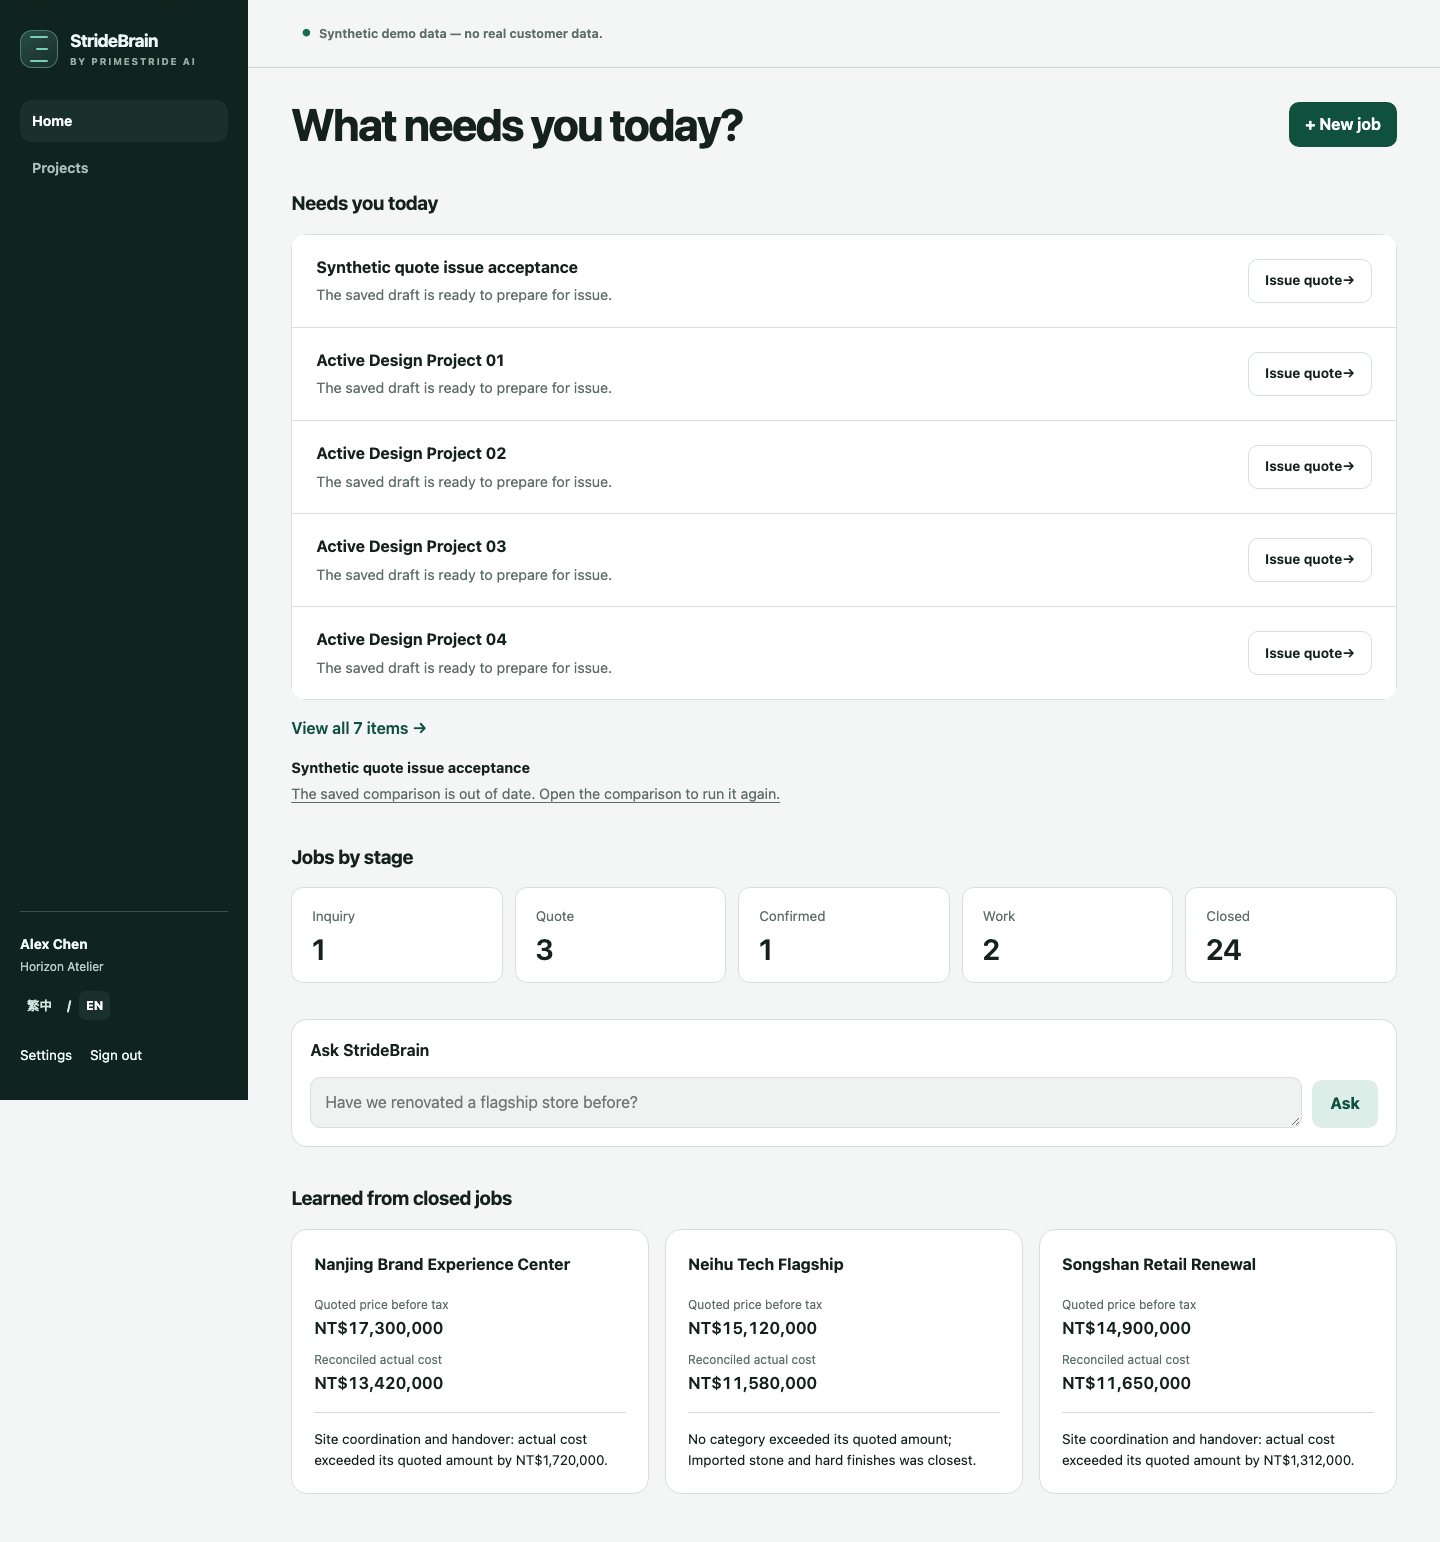 StrideBrain
BY PRIMESTRIDE AI
Home
Projects
Alex Chen
Horizon Atelier
繁中 / EN
Settings Sign out
Synthetic demo data — no real customer data.
What needs you today?
+ New job
Needs you today
Synthetic quote issue acceptance
The saved draft is ready to prepare for issue.
Issue quote→
Active Design Project 01
The saved draft is ready to prepare for issue.
Issue quote→
Active Design Project 02
The saved draft is ready to prepare for issue.
Issue quote→
Active Design Project 03
The saved draft is ready to prepare for issue.
Issue quote→
Active Design Project 04
The saved draft is ready to prepare for issue.
Issue quote→
View all 7 items →
Synthetic quote issue acceptance
The saved comparison is out of date. Open the comparison to run it again.
Jobs by stage
Inquiry
1
Quote
3
Confirmed
1
Work
2
Closed
24
Ask StrideBrain
Have we renovated a flagship store before?
Ask
Learned from closed jobs
Nanjing Brand Experience Center
Quoted price before tax
NT$17,300,000
Reconciled actual cost
NT$13,420,000
Site coordination and handover: actual cost
exceeded its quoted amount by NT$1,720,000.
Neihu Tech Flagship
Quoted price before tax
NT$15,120,000
Reconciled actual cost
NT$11,580,000
No category exceeded its quoted amount;
Imported stone and hard finishes was closest.
Songshan Retail Renewal
Quoted price before tax
NT$14,900,000
Reconciled actual cost
NT$11,650,000
Site coordination and handover: actual cost
exceeded its quoted amount by NT$1,312,000.